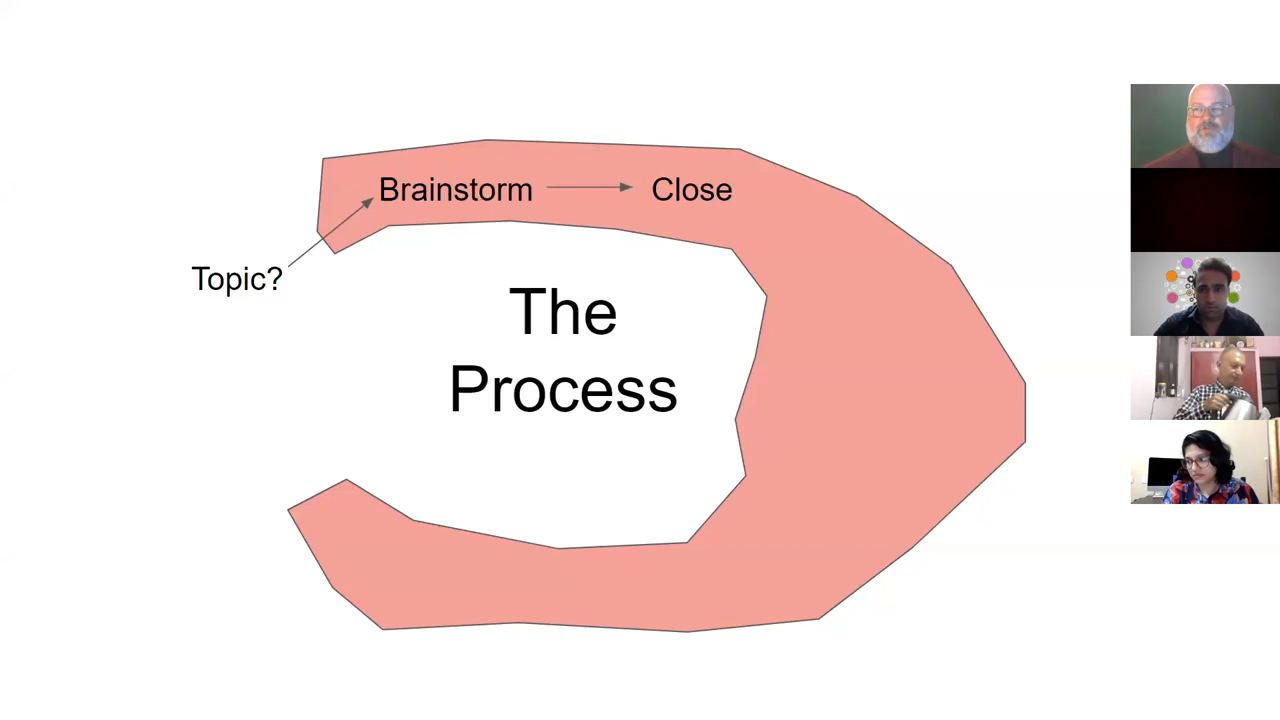 Brainstorm
Close
Topic?
The
Process